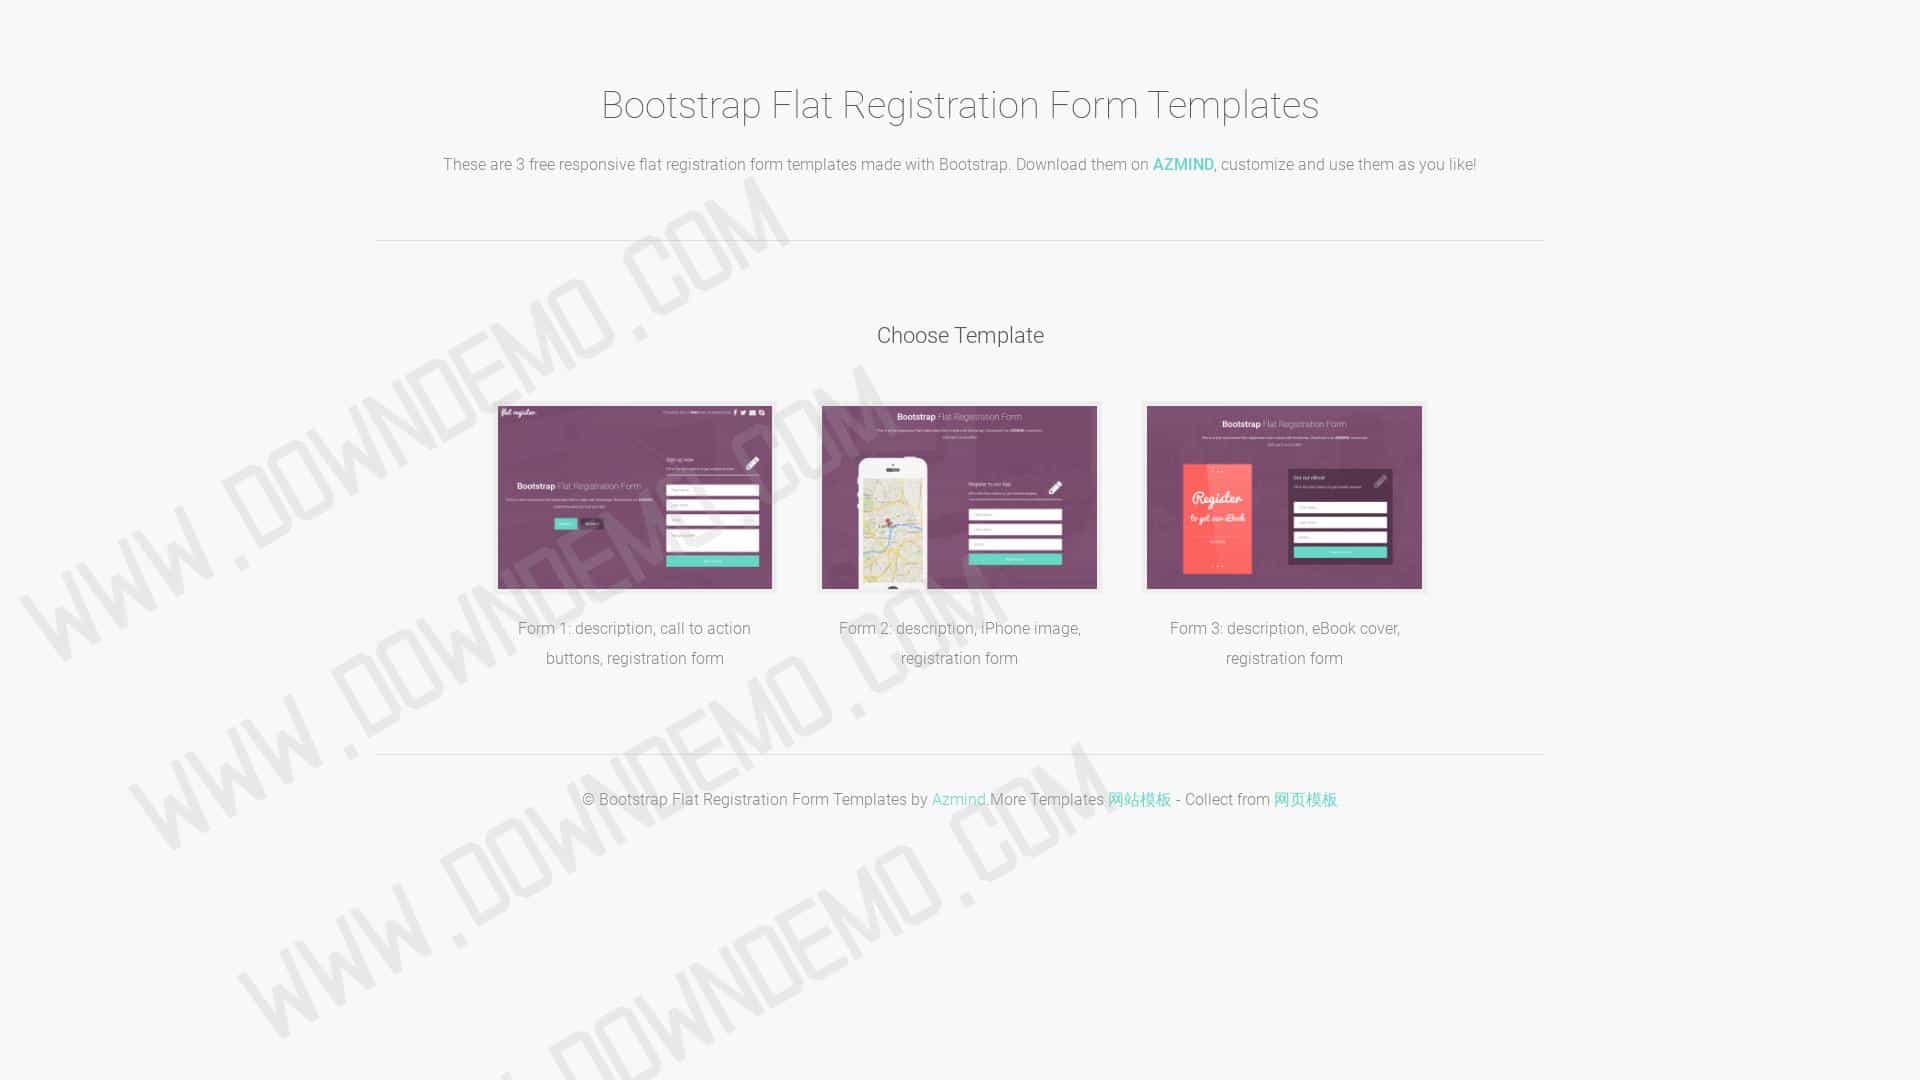 Bootstrap Flat Registration Form Templates
These are 3 free responsive flat registration form templates made with Bootstrap. Download them on AZMIND, customize and use them as you like!
Choose Template
flat register
Bootstrap Flat Registration Form
Sign up now
Bootstrap Flat Registration Form
Register to our App
Bootstrap Flat Registration Form
Register
to get our eBook
Get our eBook
Form 1: description, call to action
buttons, registration form
Form 2: description, iPhone image,
registration form
Form 3: description, eBook cover,
registration form
© Bootstrap Flat Registration Form Templates by Azmind.More Templates 网站模板 - Collect from 网页模板
WWW.DOWNDEMO.COM
WWW.DOWNDEMO.COM
WWW.DOWNDEMO.COM
DOWNDEMO.COM